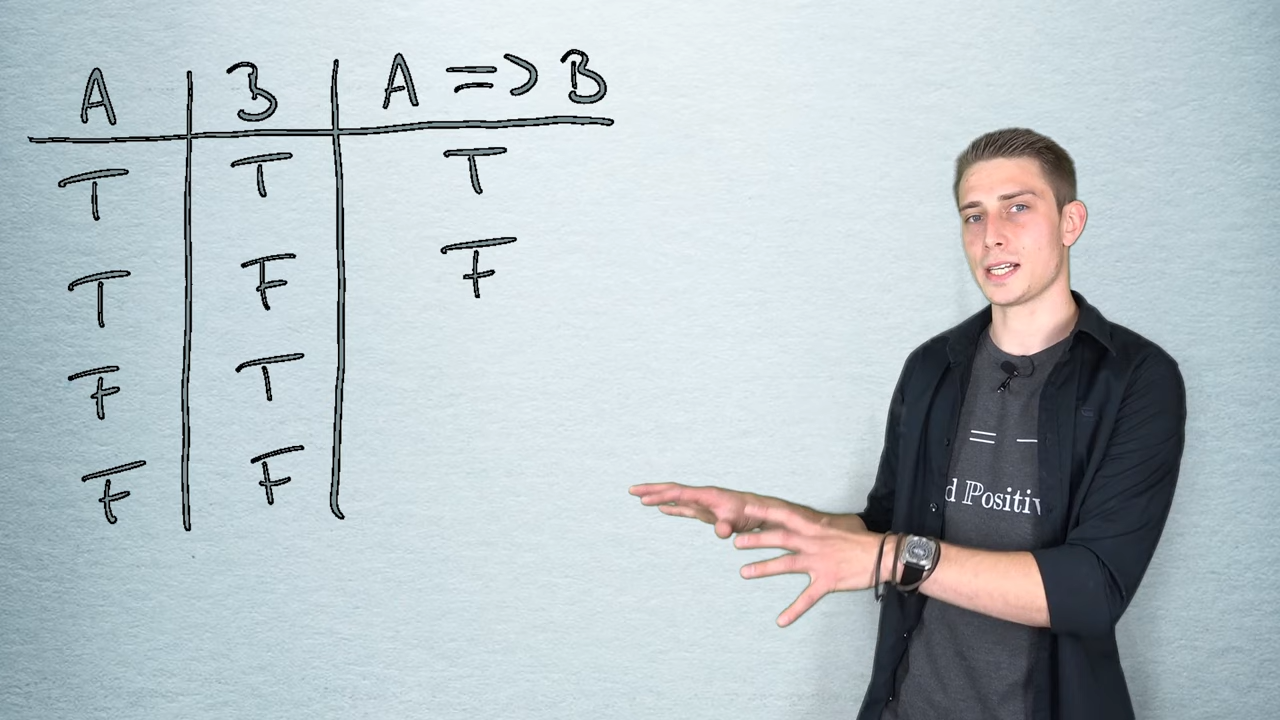 A B A => B
T T T
T F F
F T
F F
= –
d ℙositiv